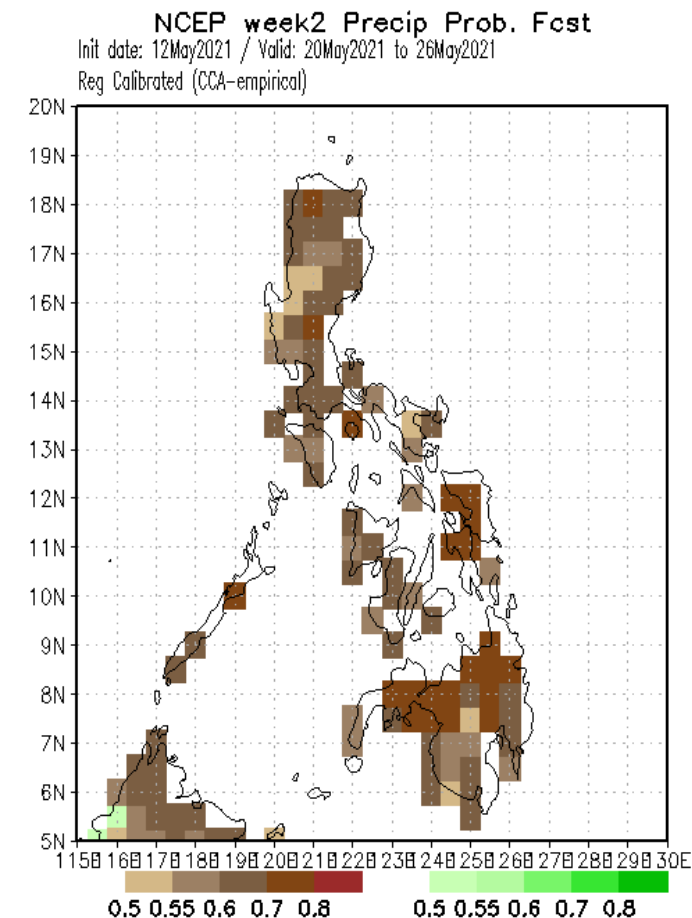 NCEP week2 Precip Prob. Fcst
Init date: 12May2021 / Valid: 20May2021 to 26May2021
Reg Calibrated (CCA-empirical)
20N
19N
18N
17N
16N
15N
14N
13N
12N
11N
10N
9N
8N
7N
6N
5N
115E 116E 117E 118E 119E 120E 121E 122E 123E 124E 125E 126E 127E 128E 129E 130E
0.5 0.55 0.6 0.7 0.8 0.5 0.55 0.6 0.7 0.8